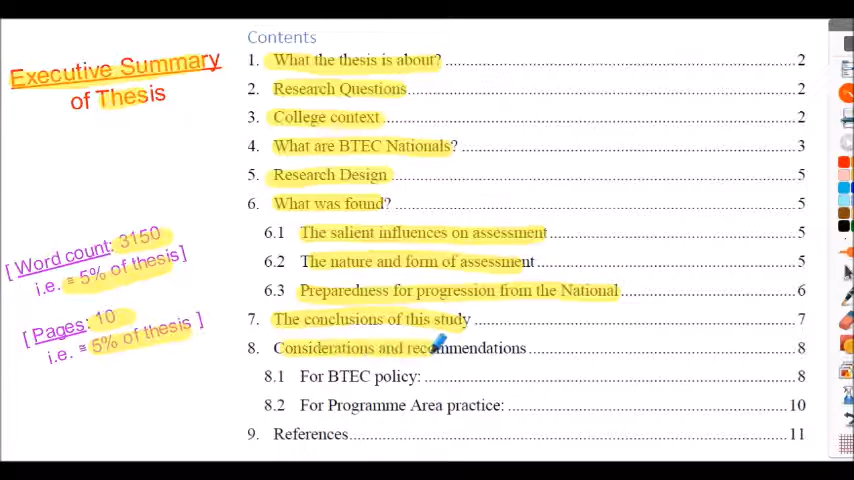 Executive Summary
of Thesis
[ Word count: 3150
i.e. ≅ 5% of thesis]
[ Pages: 10
i.e. ≅ 5% of thesis ]
Contents
1. What the thesis is about? 2
2. Research Questions 2
3. College context 2
4. What are BTEC Nationals? 3
5. Research Design 5
6. What was found? 5
6.1 The salient influences on assessment 5
6.2 The nature and form of assessment 5
6.3 Preparedness for progression from the National 6
7. The conclusions of this study 7
8. Considerations and recommendations 8
8.1 For BTEC policy: 8
8.2 For Programme Area practice: 10
9. References 11